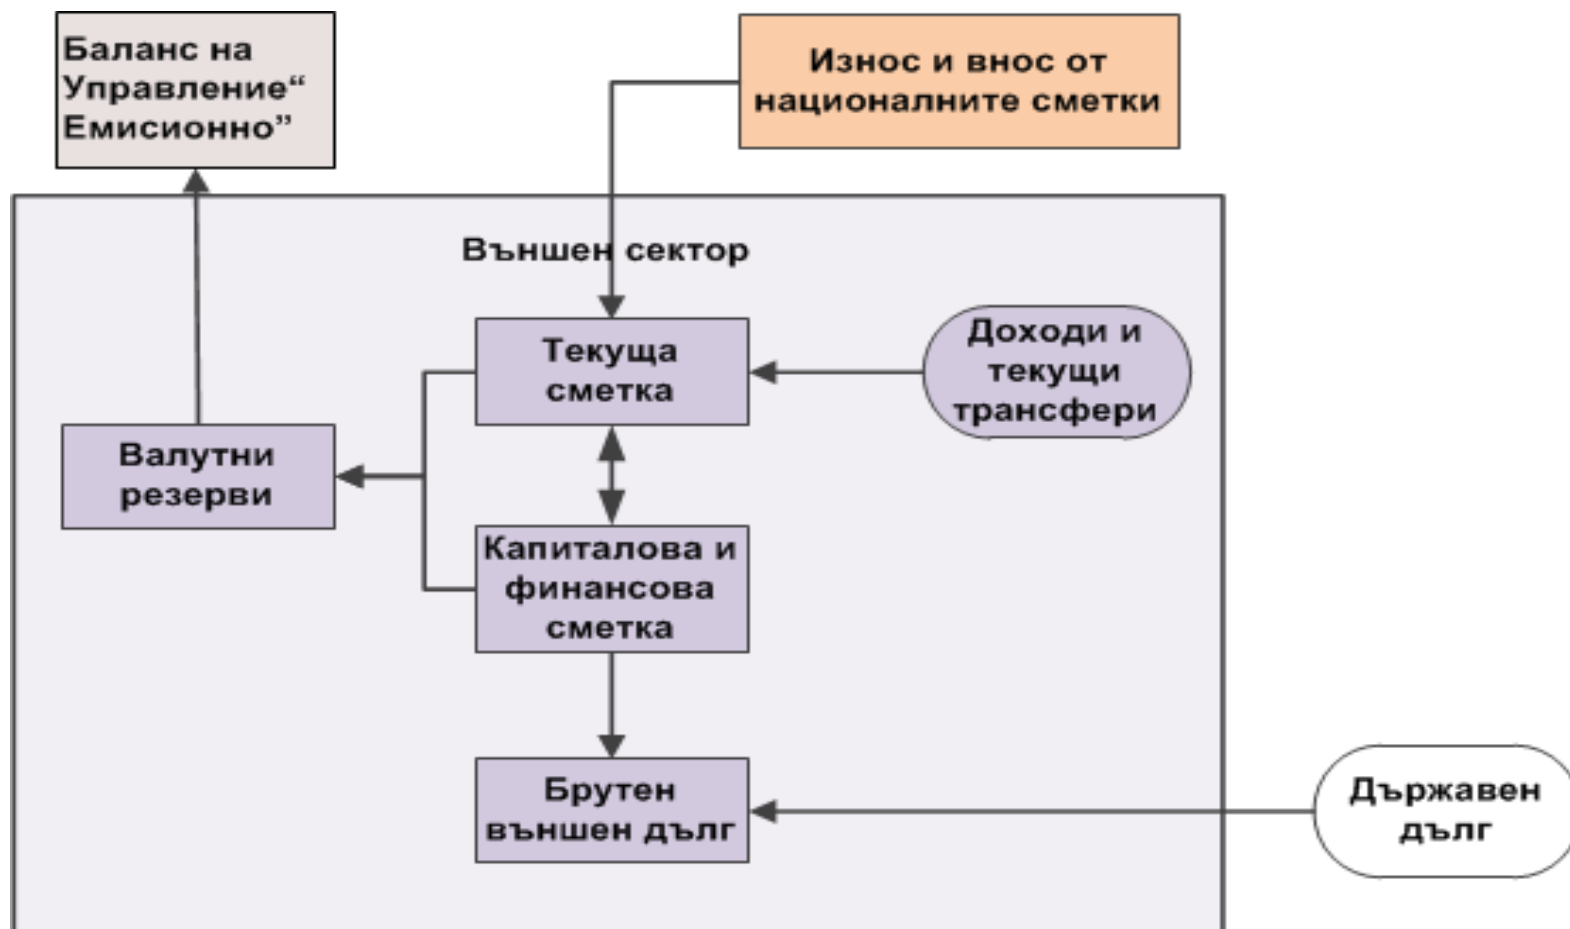 Баланс на
Управление“
Емисионно”
Износ и внос от
националните сметки
Външен сектор
Текуща
сметка
Доходи и
текущи
трансфери
Валутни
резерви
Капиталова и
финансова
сметка
Брутен
външен дълг
Държавен
дълг